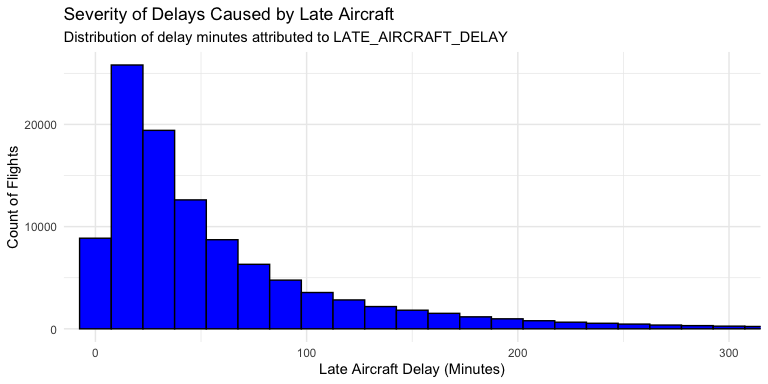 Severity of Delays Caused by Late Aircraft
Distribution of delay minutes attributed to LATE_AIRCRAFT_DELAY
Count of Flights
20000
10000
0
0 100 200 300
Late Aircraft Delay (Minutes)